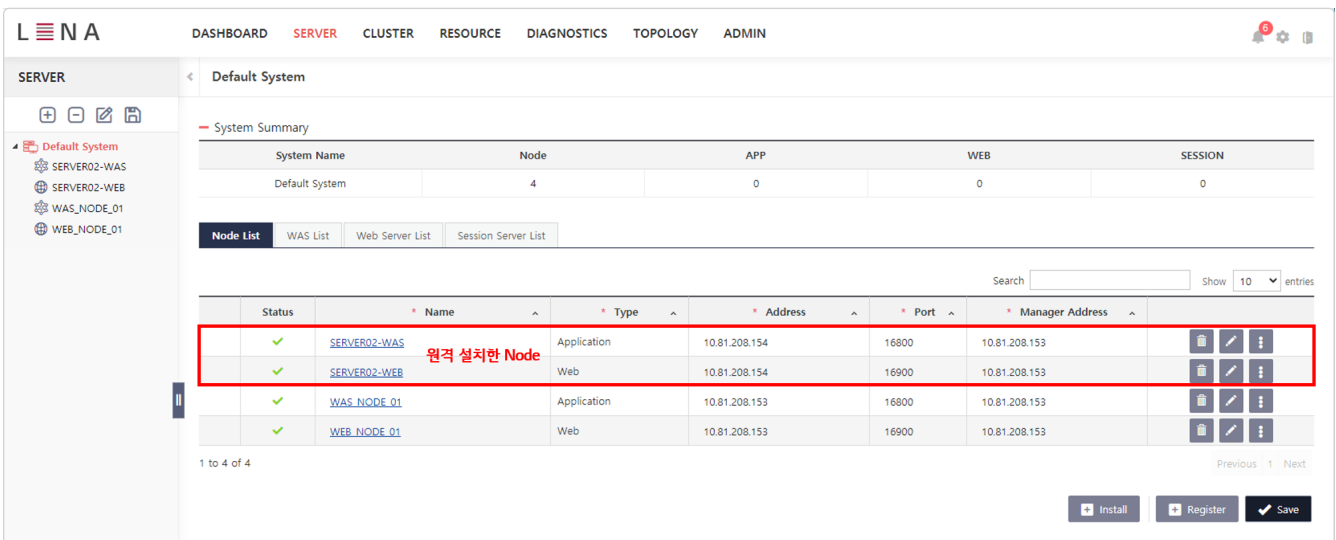 LENA DASHBOARD SERVER CLUSTER RESOURCE DIAGNOSTICS TOPOLOGY ADMIN 6
SERVER Default System
Default System
SERVER02-WAS
SERVER02-WEB
WAS_NODE_01
WEB_NODE_01
System Summary
System Name Node APP WEB SESSION
Default System 4 0 0 0
Node List WAS List Web Server List Session Server List
Search Show 10 entries
Status * Name * Type * Address * Port * Manager Address
SERVER02-WAS Application 10.81.208.154 16800 10.81.208.153
원격 설치한 Node
SERVER02-WEB Web 10.81.208.154 16900 10.81.208.153
WAS_NODE_01 Application 10.81.208.153 16800 10.81.208.153
WEB_NODE_01 Web 10.81.208.153 16900 10.81.208.153
1 to 4 of 4 Previous 1 Next
Install Register Save